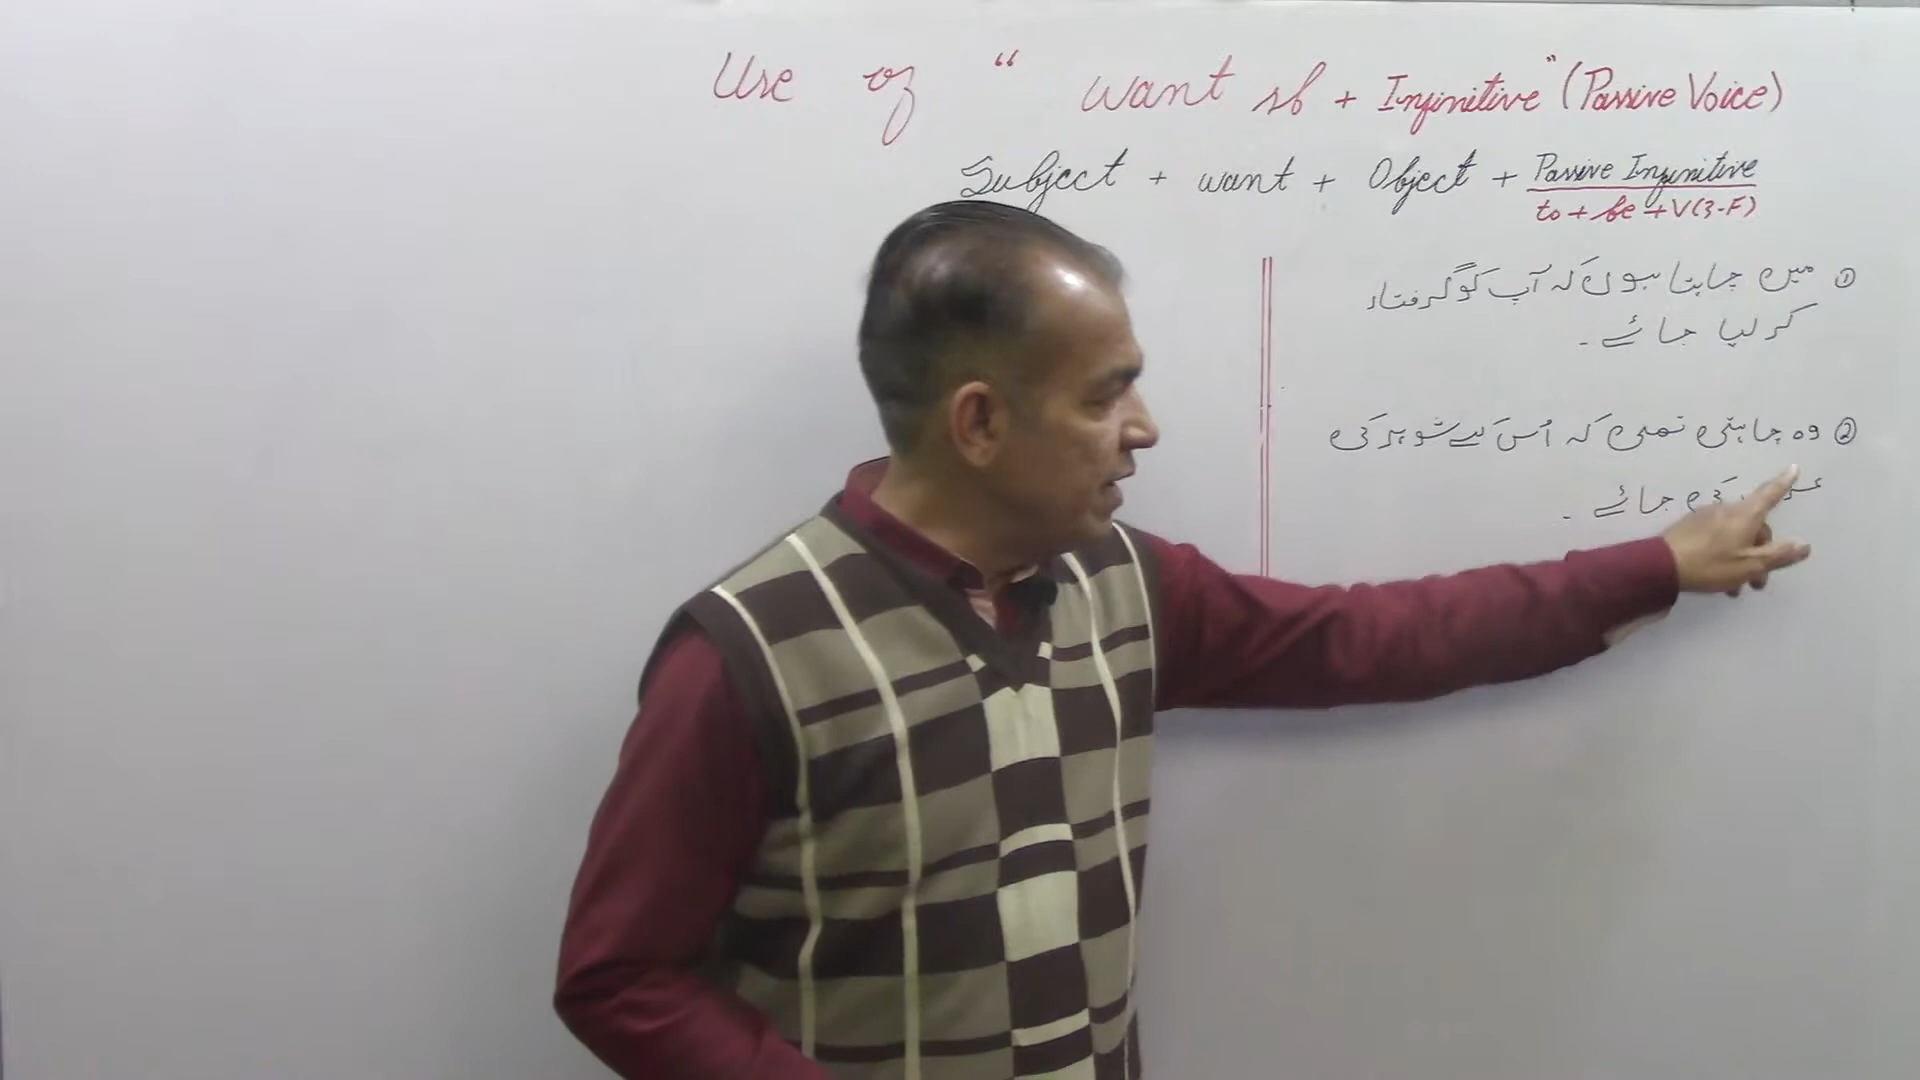 Use of “ Want sb + Infinitive” (Passive Voice)
Subject + want + Object + Passive Infinitive
to + be + V(3-F)
① میں چاہتا ہوں کہ آپ کو گرفتار
کر لیا جائے ۔
② وہ چاہتی تھی کہ اُس کے شوہر کی
کی جائے ۔